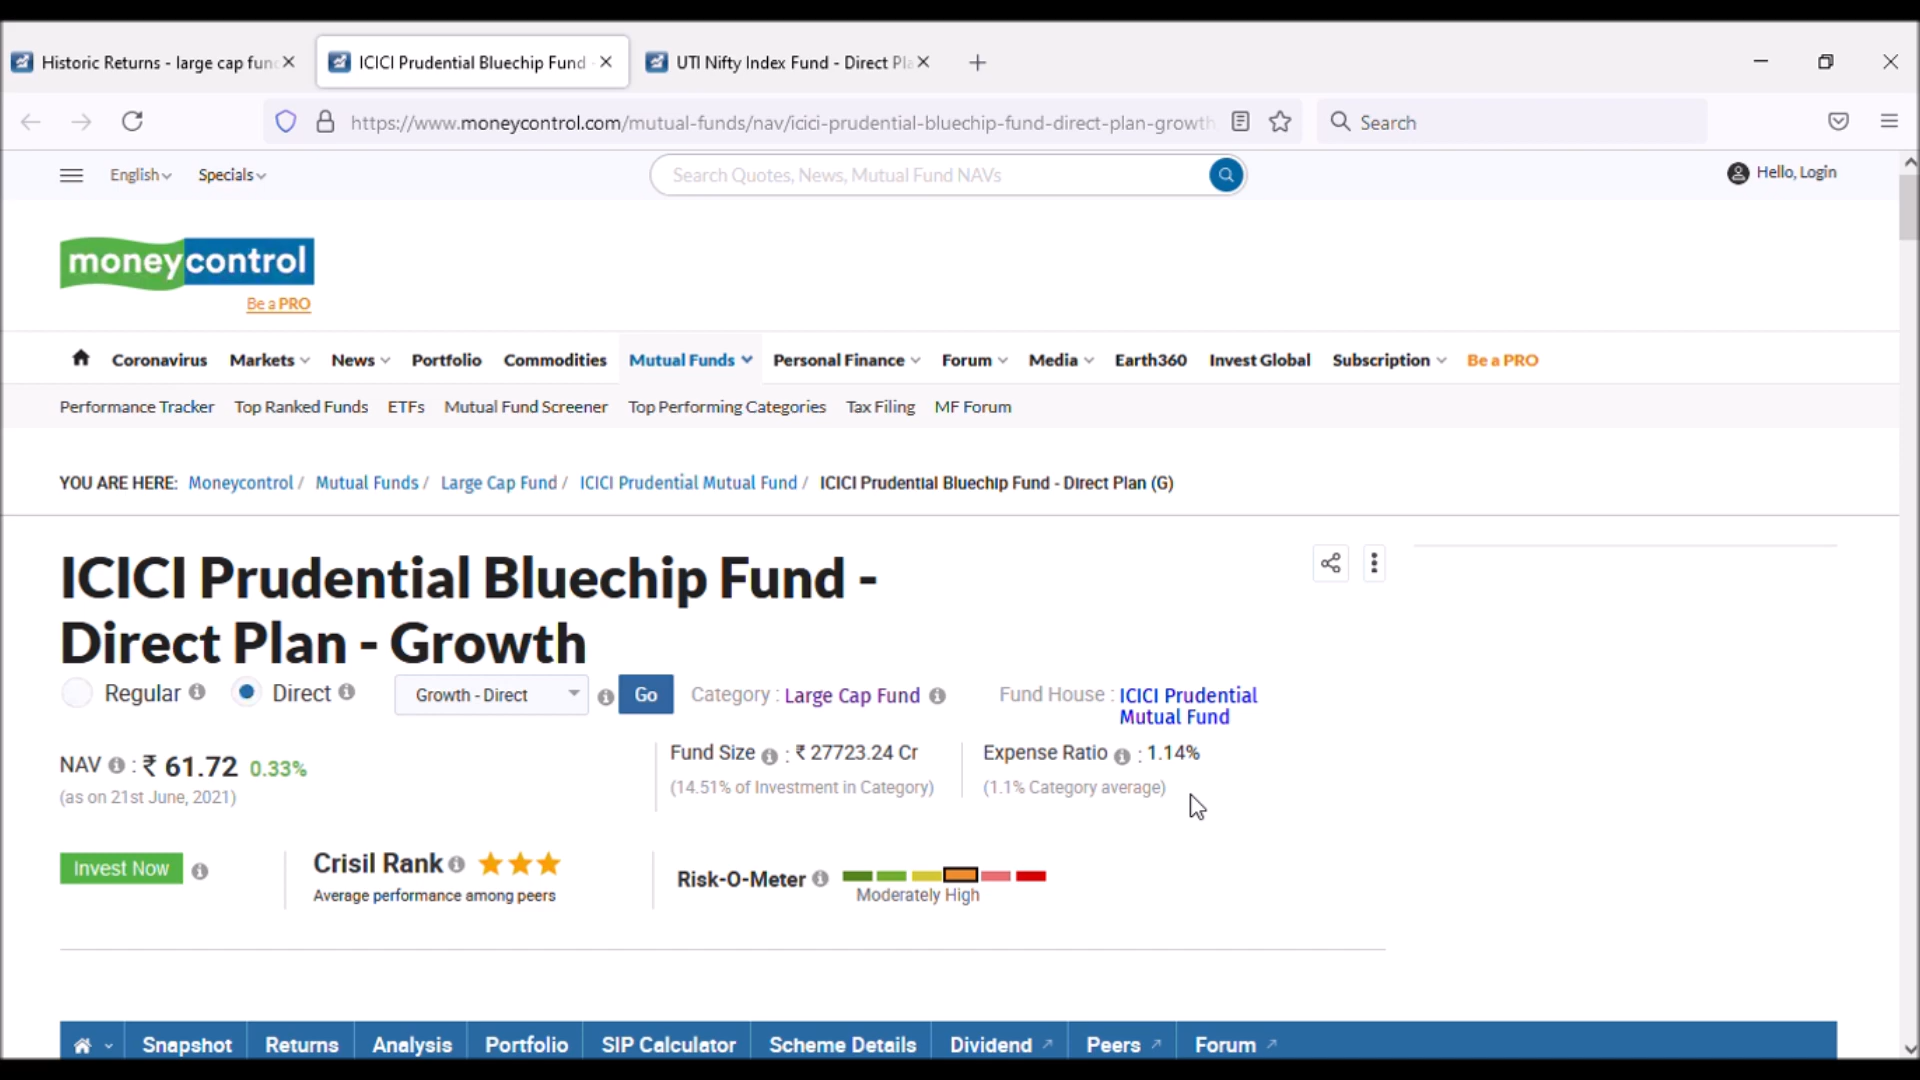 Historic Returns - large cap fun
ICICI Prudential Bluechip Fund
UTI Nifty Index Fund - Direct Pla
https://www.moneycontrol.com/mutual-funds/nav/icici-prudential-bluechip-fund-direct-plan-growth
Search
English
Specials
Search Quotes, News, Mutual Fund NAVs
Hello, Login
moneycontrol
Be a PRO
Coronavirus Markets News Portfolio Commodities Mutual Funds Personal Finance Forum Media Earth360 Invest Global Subscription Be a PRO
Performance Tracker Top Ranked Funds ETFs Mutual Fund Screener Top Performing Categories Tax Filing MF Forum
YOU ARE HERE: Moneycontrol / Mutual Funds / Large Cap Fund / ICICI Prudential Mutual Fund / ICICI Prudential Bluechip Fund - Direct Plan (G)
ICICI Prudential Bluechip Fund -
Direct Plan - Growth
Regular Direct Growth - Direct Go Category : Large Cap Fund Fund House : ICICI Prudential
Mutual Fund
NAV : ₹ 61.72 0.33%
(as on 21st June, 2021)
Fund Size : ₹ 27723.24 Cr
(14.51% of Investment in Category)
Expense Ratio : 1.14%
(1.1% Category average)
Invest Now
Crisil Rank
Average performance among peers
Risk-O-Meter
Moderately High
Snapshot Returns Analysis Portfolio SIP Calculator Scheme Details Dividend Peers Forum